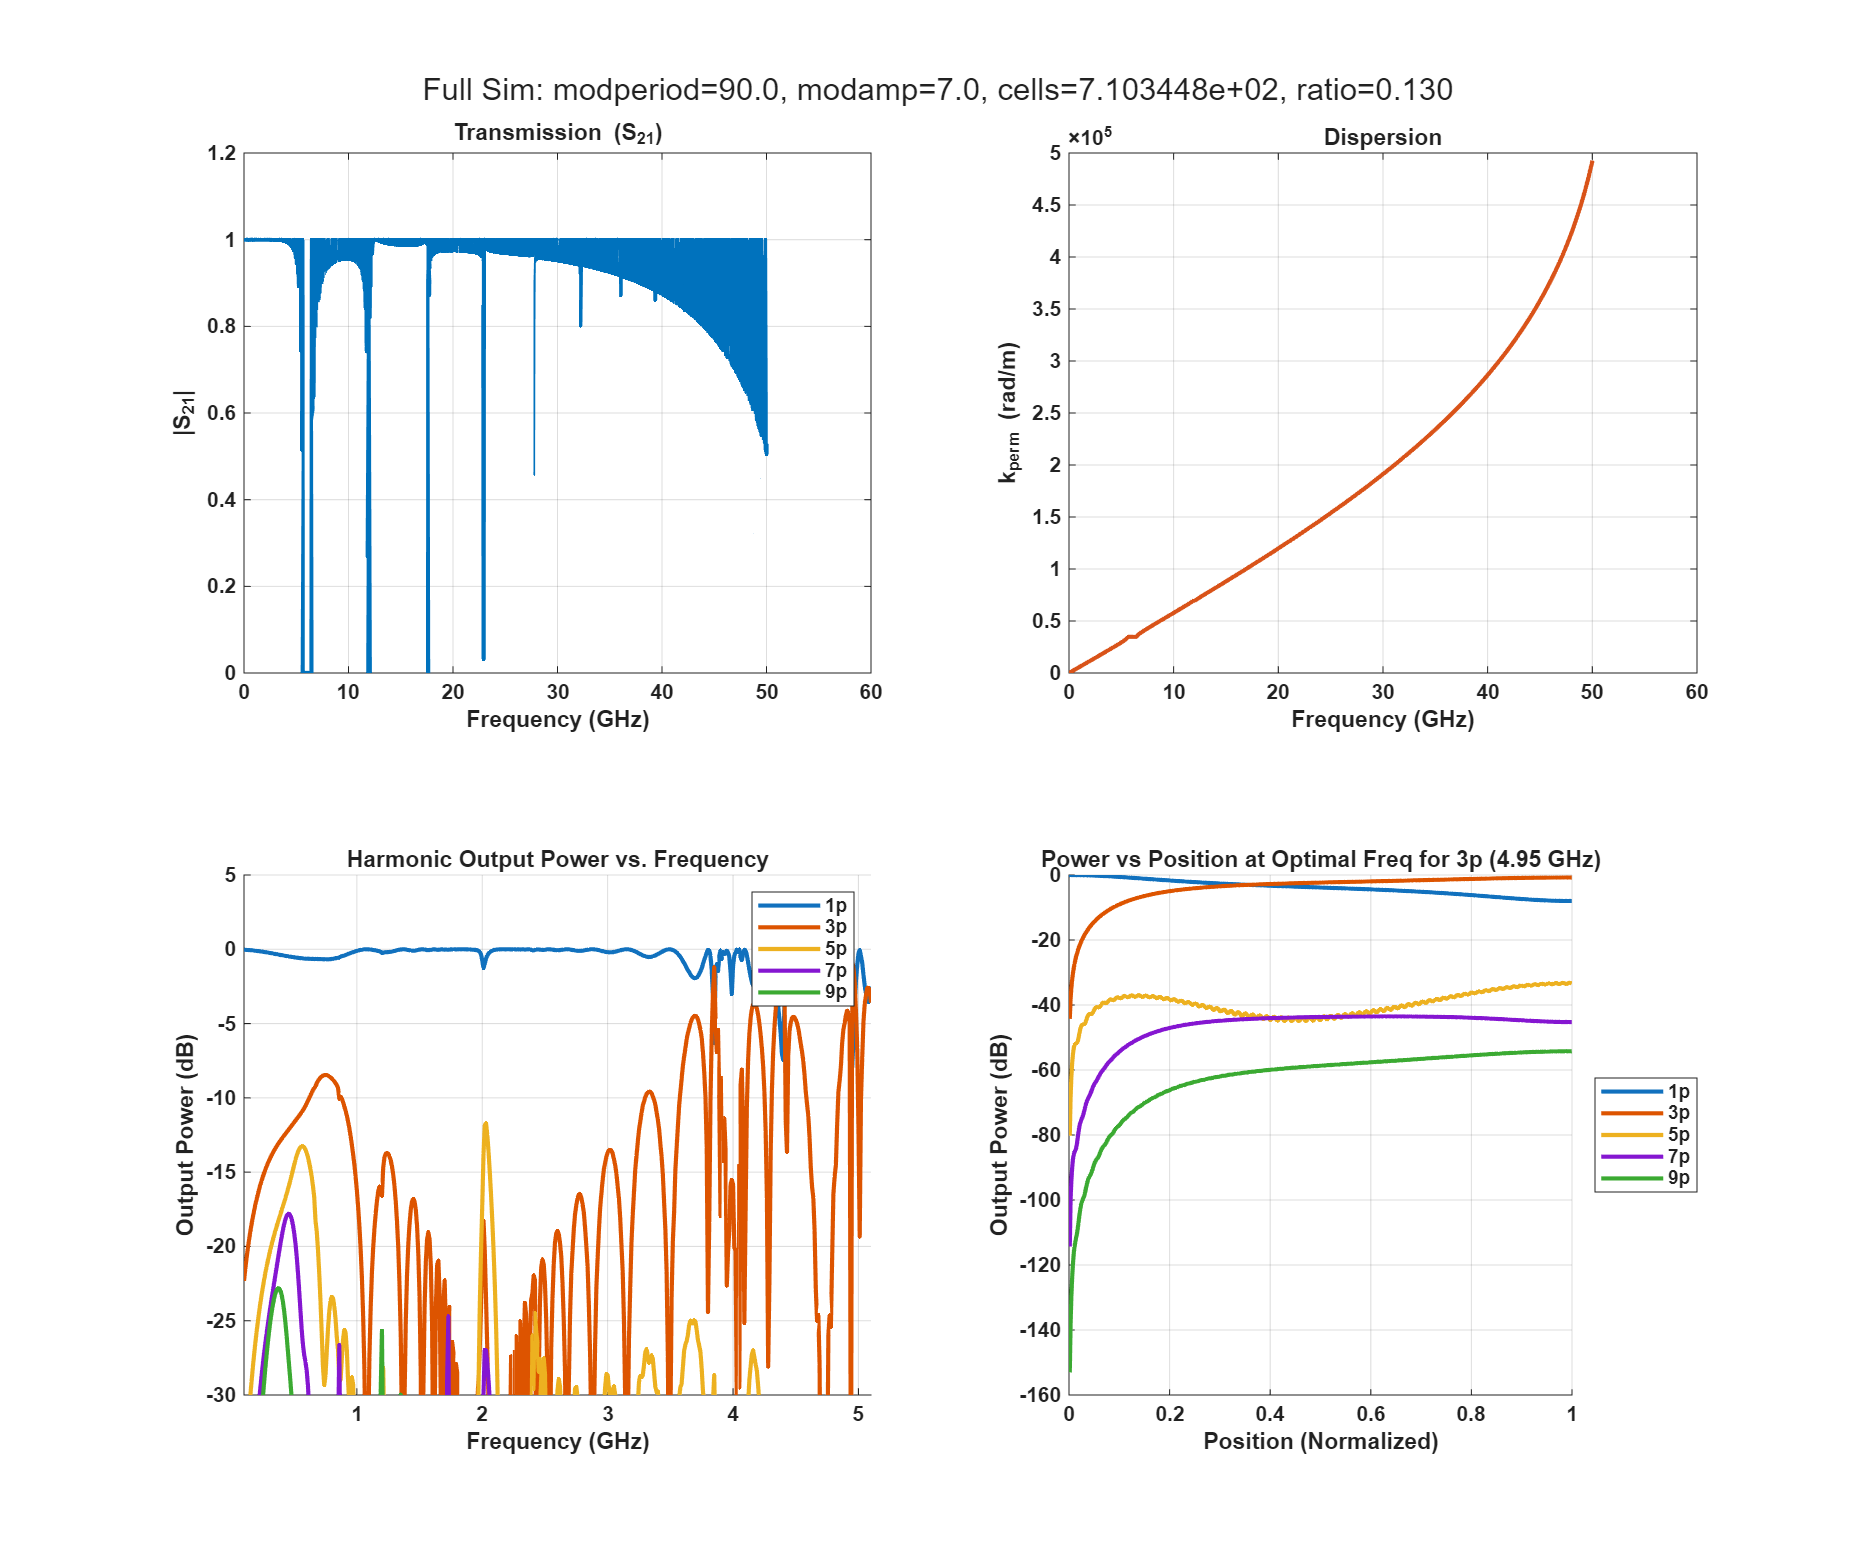 Full Sim: modperiod=90.0, modamp=7.0, cells=7.103448e+02, ratio=0.130
Transmission (S21)
1.2
1
0.8
0.6
0.4
0.2
0
|S21|
0 10 20 30 40 50 60
Frequency (GHz)
Dispersion
×10^5
5
4.5
4
3.5
3
2.5
2
1.5
1
0.5
0
kperm (rad/m)
0 10 20 30 40 50 60
Frequency (GHz)
Harmonic Output Power vs. Frequency
5
0
-5
-10
-15
-20
-25
-30
Output Power (dB)
1p
3p
5p
7p
9p
1 2 3 4 5
Frequency (GHz)
Power vs Position at Optimal Freq for 3p (4.95 GHz)
0
-20
-40
-60
-80
-100
-120
-140
-160
Output Power (dB)
0 0.2 0.4 0.6 0.8 1
Position (Normalized)
1p
3p
5p
7p
9p